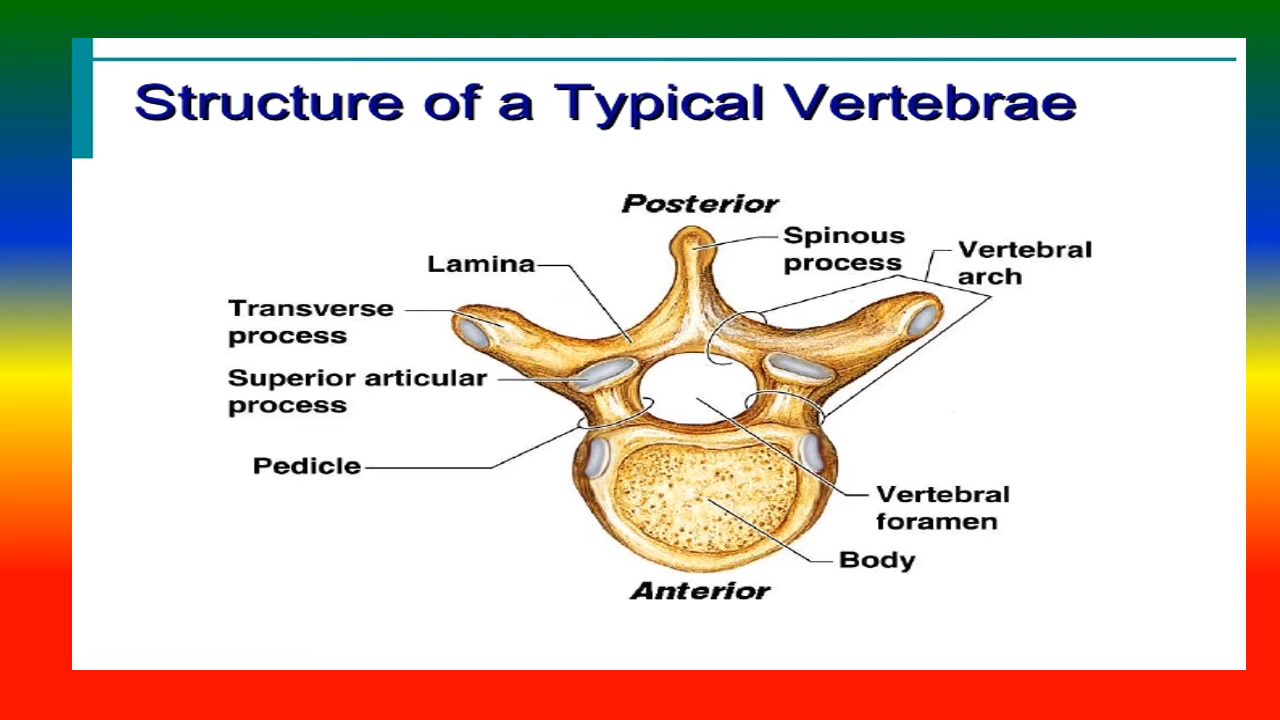 Structure of a Typical Vertebrae
Posterior
Spinous
process
Vertebral
arch
Lamina
Transverse
process
Superior articular
process
Pedicle
Vertebral
foramen
Body
Anterior